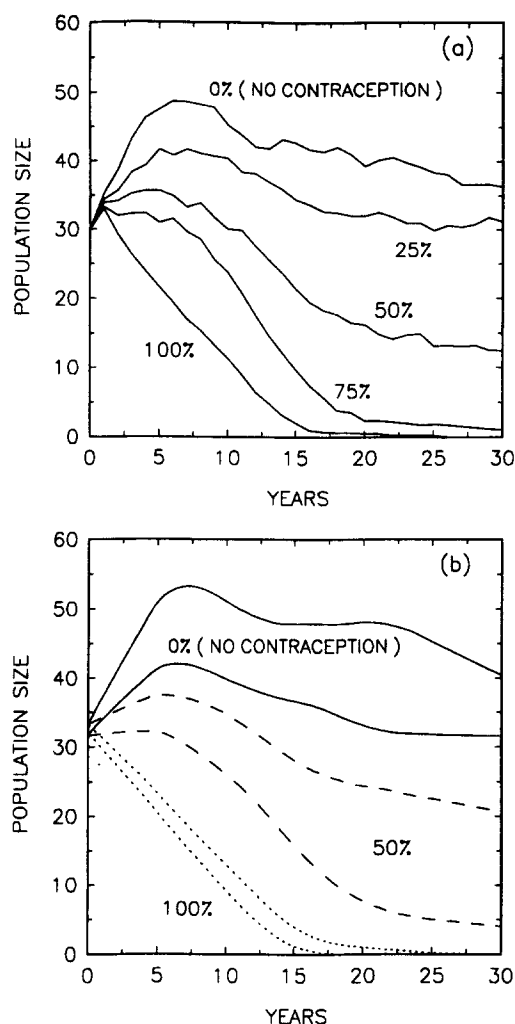 60
(a)
0% ( NO CONTRACEPTION )
50
40
POPULATION SIZE
30
25%
20
50%
10
100%
75%
0
0 5 10 15 20 25 30
YEARS
60
(b)
50
0% ( NO CONTRACEPTION )
40
POPULATION SIZE
30
20
50%
10
100%
0
0 5 10 15 20 25 30
YEARS